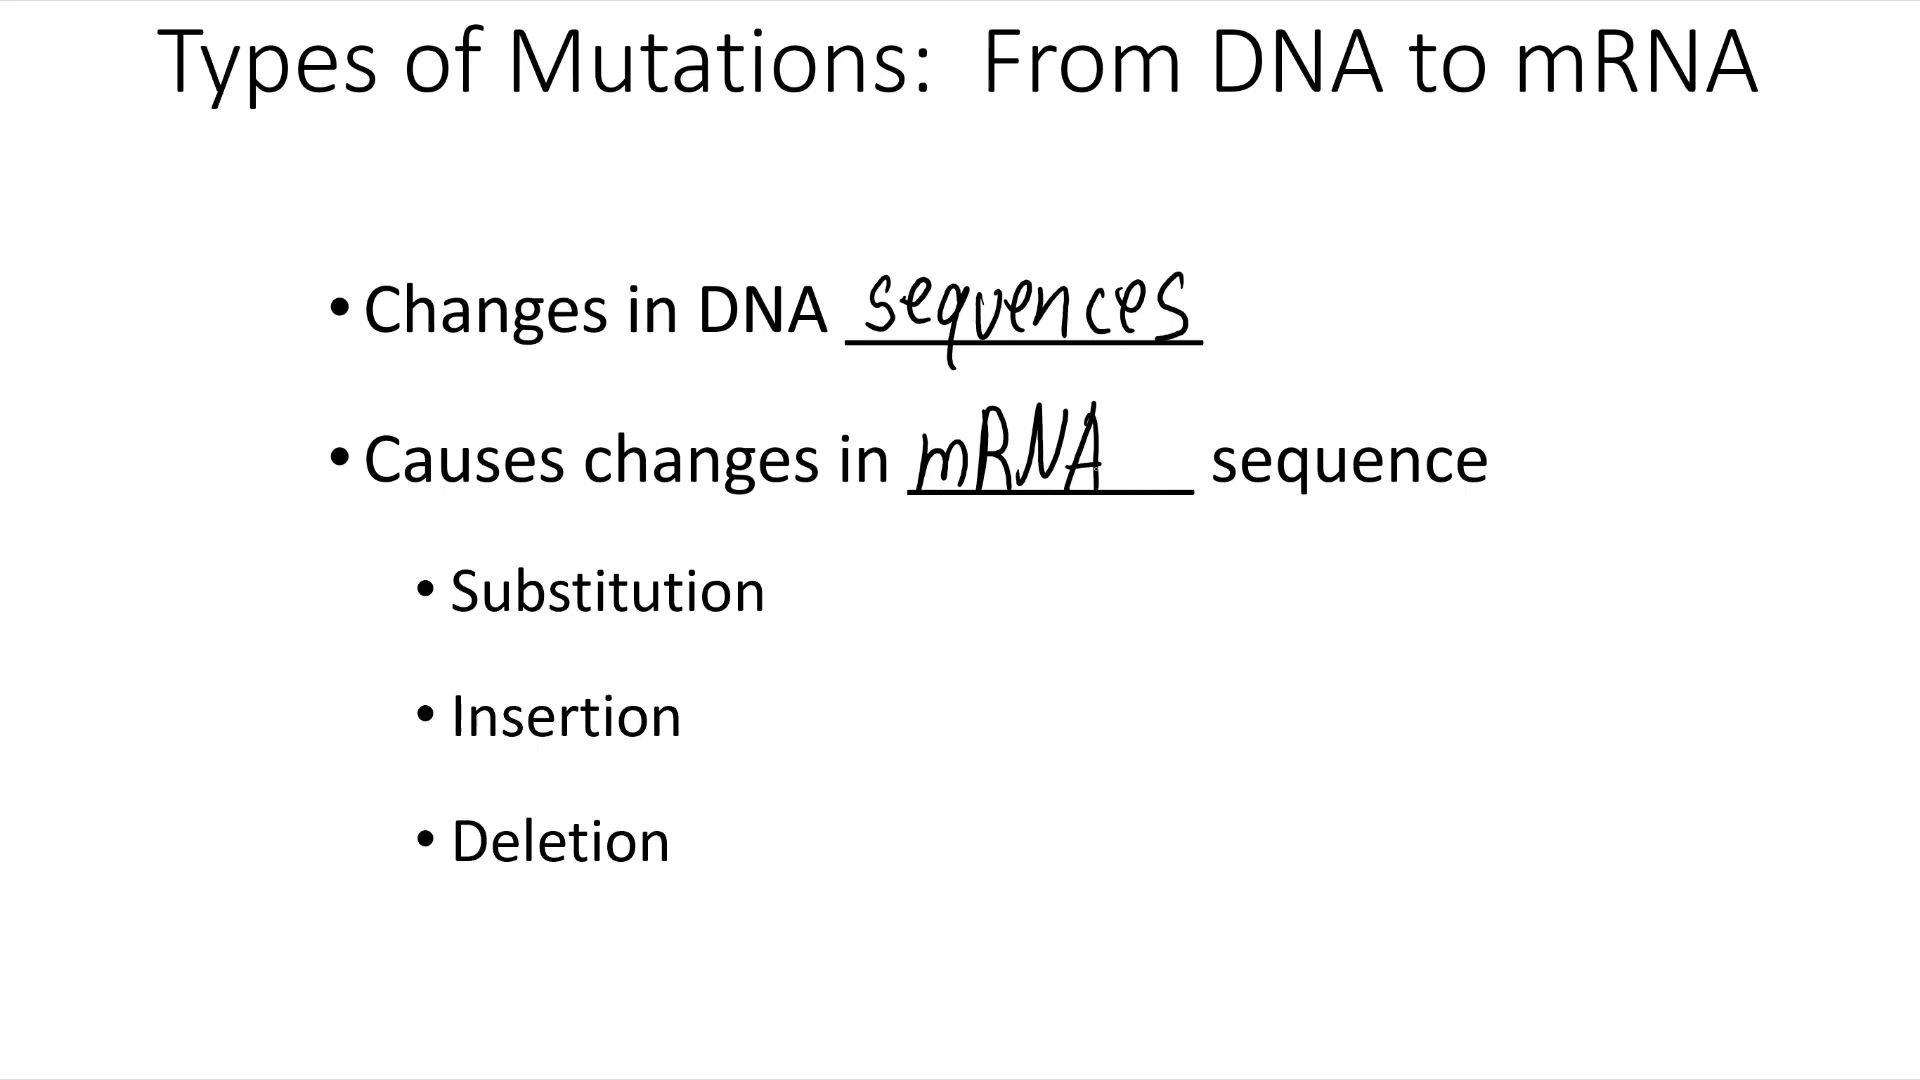 Types of Mutations: From DNA to mRNA
• Changes in DNA sequences
• Causes changes in mRNA sequence
• Substitution
• Insertion
• Deletion